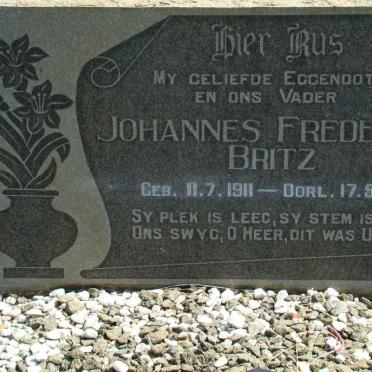 Hier Rus
MY GELIEFDE EGGENOOT
EN ONS VADER
JOHANNES FREDE
BRITZ
GEB. 11.7.1911 — OORL. 17.
SY PLEK IS LEEG, SY STEM IS
ONS SWYG, O HEER, DIT WAS U